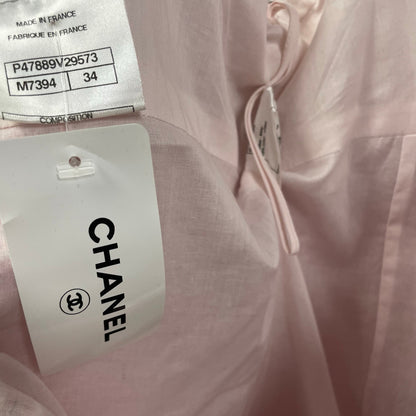 MADE IN FRANCE
FABRIQUE EN FRANCE
P47889V29573
M7394 34
COMPOSITION
CHANEL